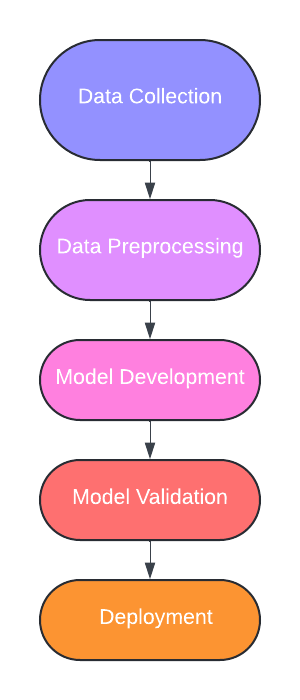 Data Collection
Data Preprocessing
Model Development
Model Validation
Deployment